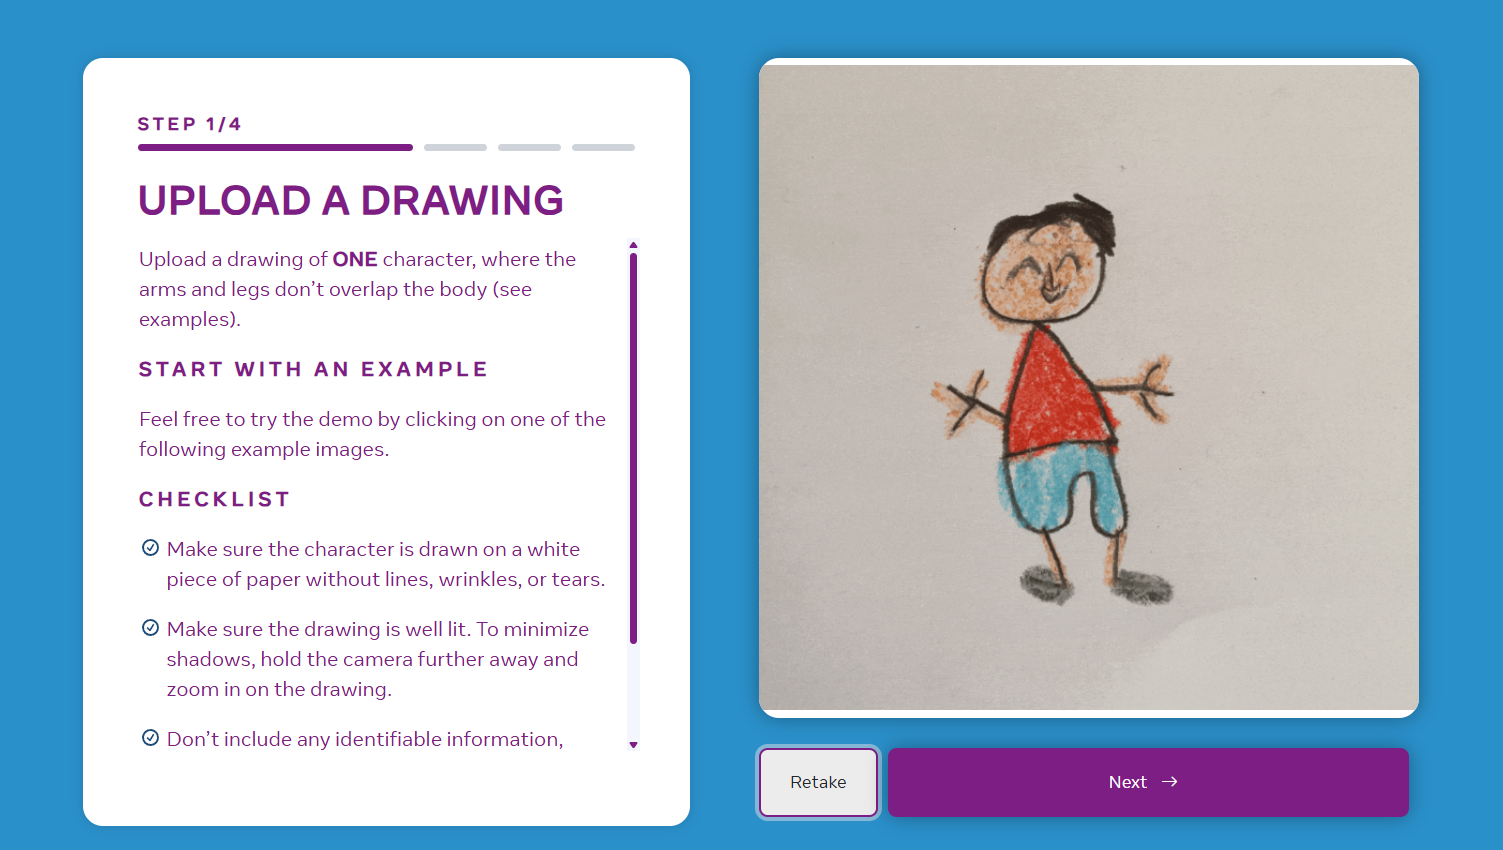 STEP 1/4
UPLOAD A DRAWING
Upload a drawing of ONE character, where the
arms and legs don’t overlap the body (see
examples).
START WITH AN EXAMPLE
Feel free to try the demo by clicking on one of the
following example images.
CHECKLIST
Make sure the character is drawn on a white
piece of paper without lines, wrinkles, or tears.
Make sure the drawing is well lit. To minimize
shadows, hold the camera further away and
zoom in on the drawing.
Don’t include any identifiable information,
Retake
Next →